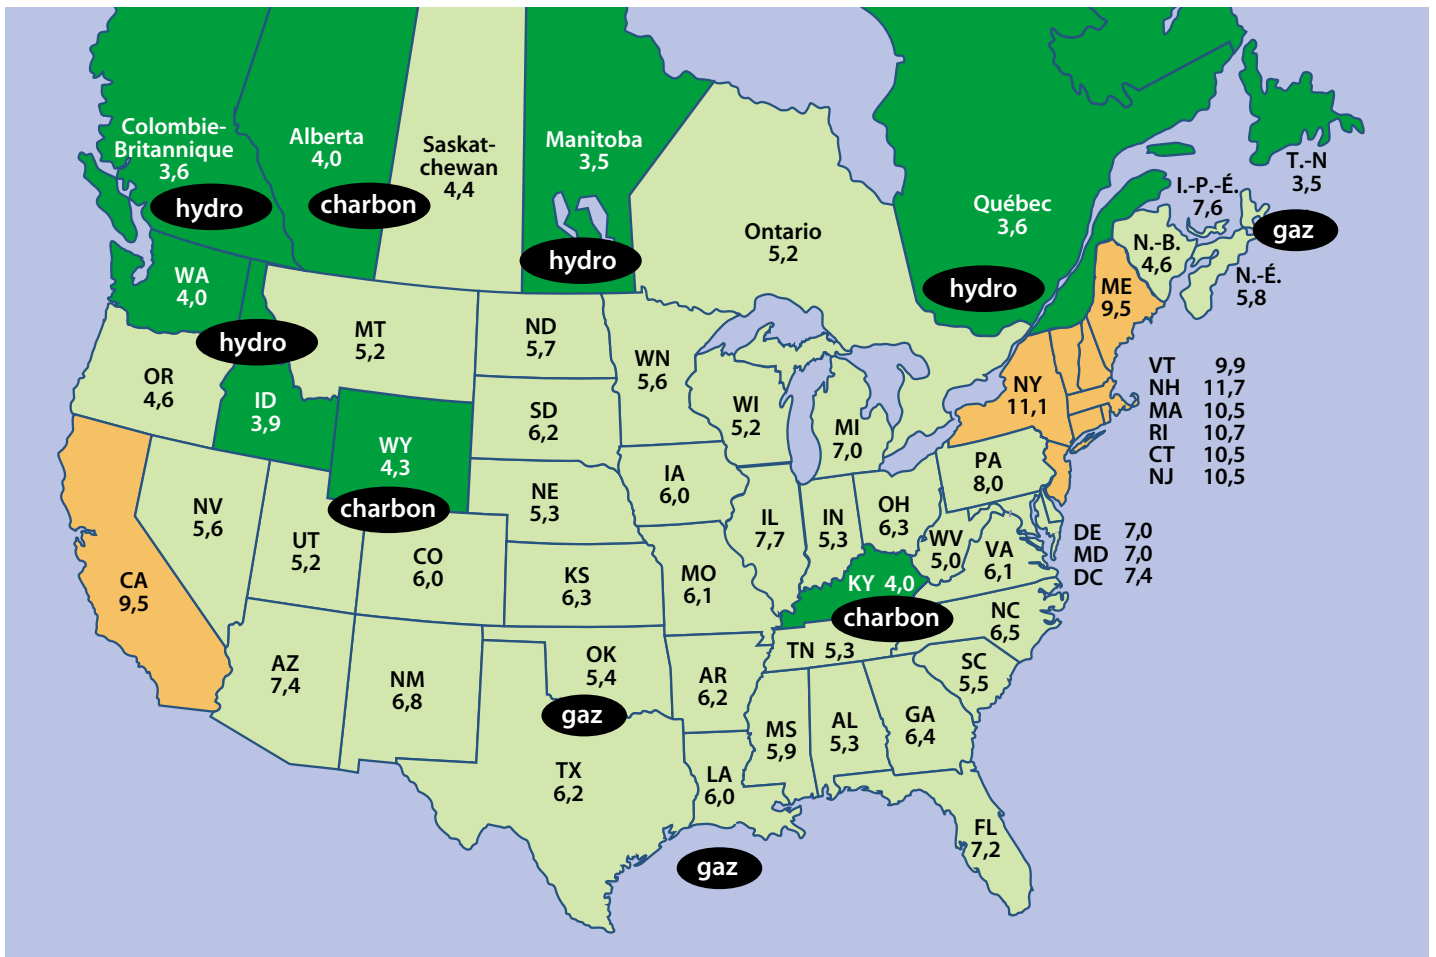 Colombie-
Britannique
3,6
hydro
Alberta
4,0
charbon
Saskat-
chewan
4,4
Manitoba
3,5
hydro
Ontario
5,2
Québec
3,6
hydro
T.-N
3,5
I.-P.-É.
7,6
gaz
N.-B.
4,6
N.-É.
5,8
WA
4,0
hydro
MT
5,2
ND
5,7
WN
5,6
ME
9,5
OR
4,6
ID
3,9
WY
4,3
charbon
SD
6,2
WI
5,2
MI
7,0
NY
11,1
VT 9,9
NH 11,7
MA 10,5
RI 10,7
CT 10,5
NJ 10,5
NV
5,6
UT
5,2
CO
6,0
NE
5,3
IA
6,0
IL
7,7
IN
5,3
OH
6,3
PA
8,0
WV
5,0
VA
6,1
DE 7,0
MD 7,0
DC 7,4
CA
9,5
KS
6,3
MO
6,1
KY 4,0
charbon
NC
6,5
AZ
7,4
NM
6,8
OK
5,4
gaz
AR
6,2
TN 5,3
SC
5,5
TX
6,2
LA
6,0
MS
5,9
AL
5,3
GA
6,4
FL
7,2
gaz